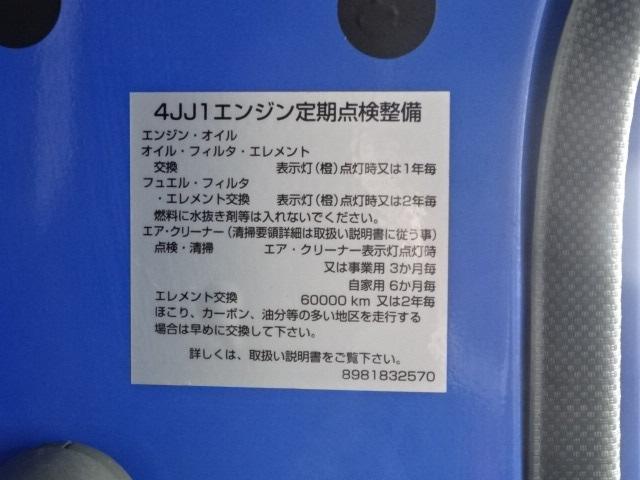 4JJ1エンジン定期点検整備
エンジン・オイル
オイル・フィルタ・エレメント
交換 表示灯(橙)点灯時又は1年毎
フュエル・フィルタ
・エレメント交換 表示灯(橙)点灯時又は2年毎
燃料に水抜き剤等は入れないでください。
エア・クリーナー(清掃要領詳細は取扱い説明書に従う事)
点検・清掃 エア・クリーナー表示灯点灯時
又は事業用 3か月毎
自家用 6か月毎
エレメント交換 60000 km 又は2年毎
ほこり、カーボン、油分等の多い地区を走行する
場合は早めに交換して下さい。
詳しくは、取扱い説明書をご覧下さい。
8981832570